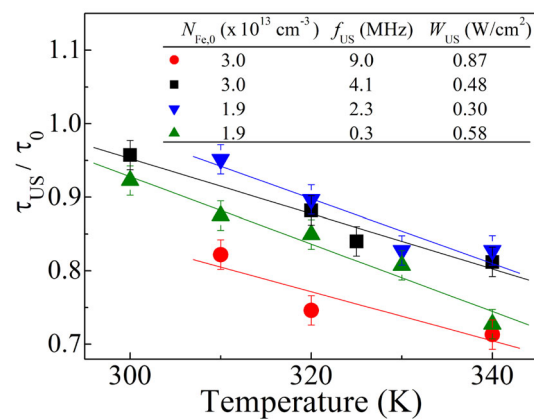 N_Fe,0 (x 10^13 cm^-3) f_US (MHz) W_US (W/cm^2)
3.0 9.0 0.87
3.0 4.1 0.48
1.9 2.3 0.30
1.9 0.3 0.58
1.1
1.0
0.9
0.8
0.7
τ_US / τ_0
300 310 320 330 340
Temperature (K)